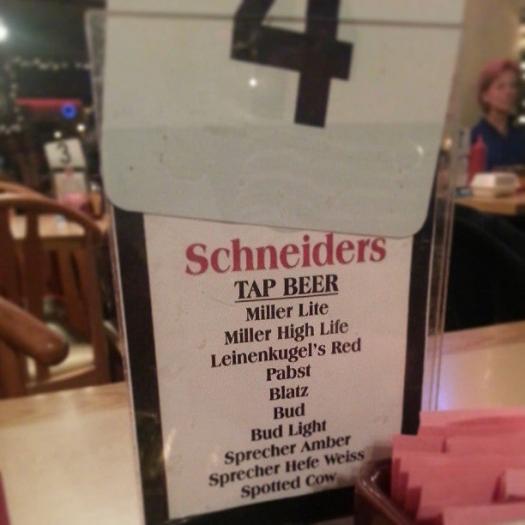 4
3
Schneiders
TAP BEER
Miller Lite
Miller High Life
Leinenkugel's Red
Pabst
Blatz
Bud
Bud Light
Sprecher Amber
Sprecher Hefe Weiss
Spotted Cow